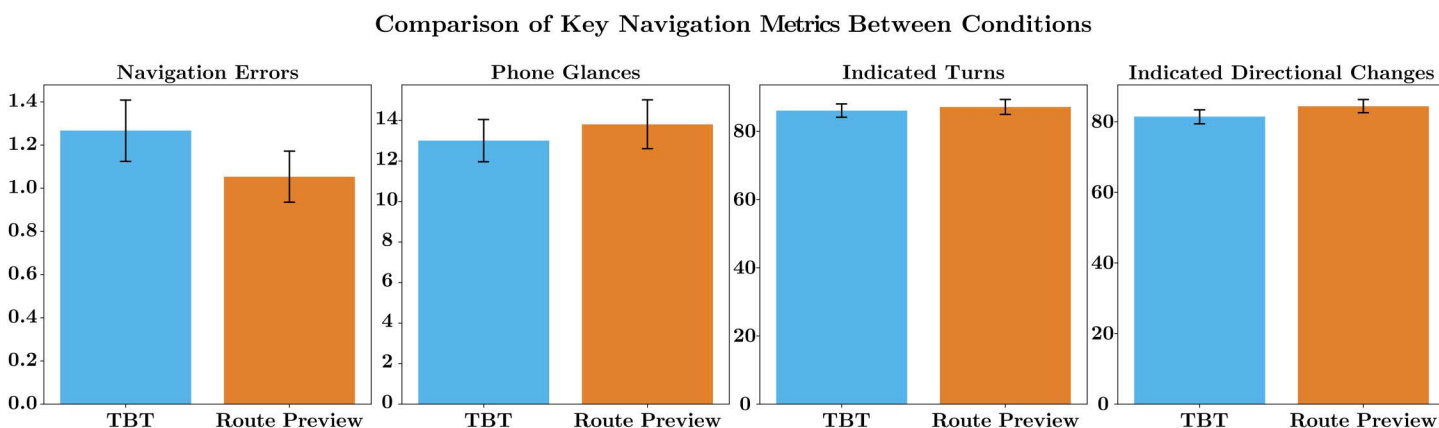 Comparison of Key Navigation Metrics Between Conditions
Navigation Errors
1.4
1.2
1.0
0.8
0.6
0.4
0.2
0.0
TBT
Route Preview
Phone Glances
14
12
10
8
6
4
2
0
TBT
Route Preview
Indicated Turns
80
60
40
20
0
TBT
Route Preview
Indicated Directional Changes
80
60
40
20
0
TBT
Route Preview